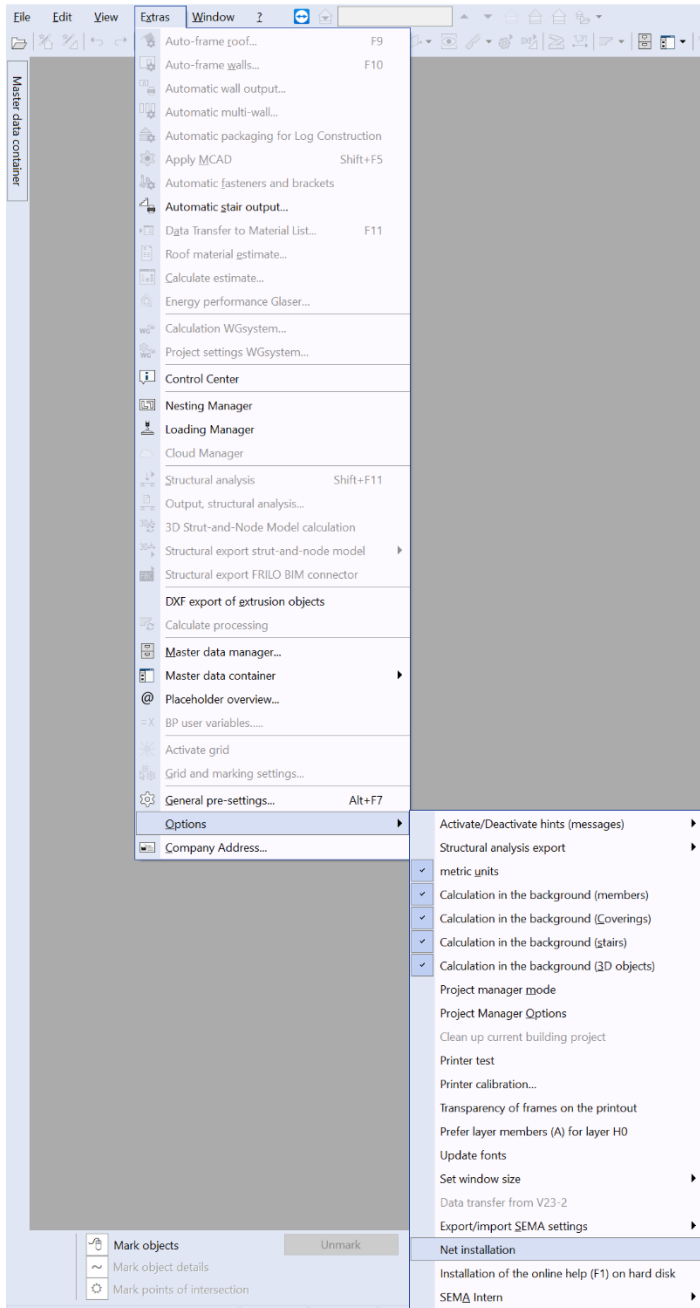 File Edit View Extras Window ?
Master data container
Auto-frame roof... F9
Auto-frame walls... F10
Automatic wall output...
Automatic multi-wall...
Automatic packaging for Log Construction
Apply MCAD Shift+F5
Automatic fasteners and brackets
Automatic stair output...
Data Transfer to Material List... F11
Roof material estimate...
Calculate estimate...
Energy performance Glaser...
Calculation WGsystem...
Project settings WGsystem...
Control Center
Nesting Manager
Loading Manager
Cloud Manager
Structural analysis Shift+F11
Output, structural analysis...
3D Strut-and-Node Model calculation
Structural export strut-and-node model
Structural export FRILO BIM connector
DXF export of extrusion objects
Calculate processing
Master data manager...
Master data container
@ Placeholder overview...
=X BP user variables.....
Activate grid
Grid and marking settings...
General pre-settings... Alt+F7
Options
Company Address...
Activate/Deactivate hints (messages)
Structural analysis export
metric units
Calculation in the background (members)
Calculation in the background (Coverings)
Calculation in the background (stairs)
Calculation in the background (3D objects)
Project manager mode
Project Manager Options
Clean up current building project
Printer test
Printer calibration...
Transparency of frames on the printout
Prefer layer members (A) for layer H0
Update fonts
Set window size
Data transfer from V23-2
Export/import SEMA settings
Net installation
Installation of the online help (F1) on hard disk
SEMA Intern
Mark objects Unmark
Mark object details
Mark points of intersection